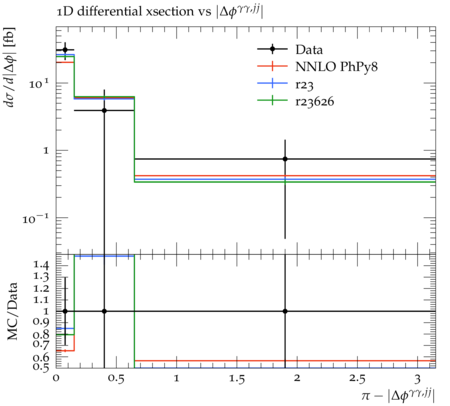 1D differential xsection vs |Δϕ^{γγ,jj}|
dσ/d|Δϕ| [fb]
Data
NNLO PhPy8
r23
r23626
10^1
1
10^{−1}
MC/Data
1.4
1.3
1.2
1.1
1
0.9
0.8
0.7
0.6
0.5
0 0.5 1 1.5 2 2.5 3
π − |Δϕ^{γγ,jj}|